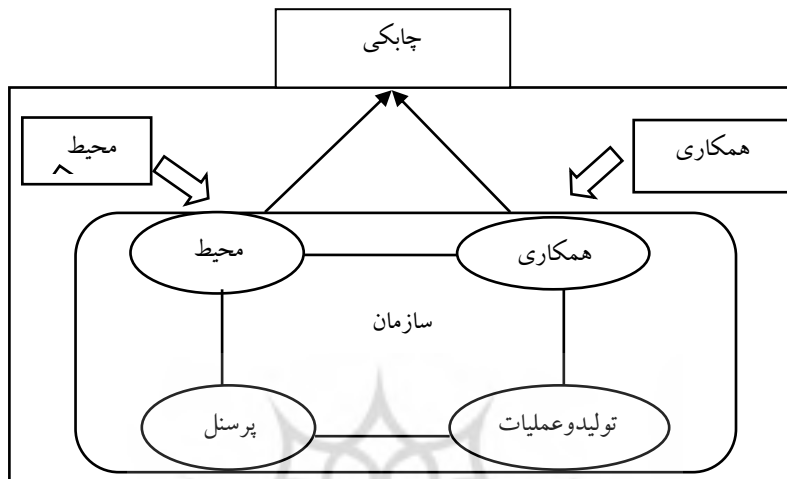 چابکی
همکاری
محیط
همکاری
محیط
سازمان
تولیدوعملیات
پرسنل